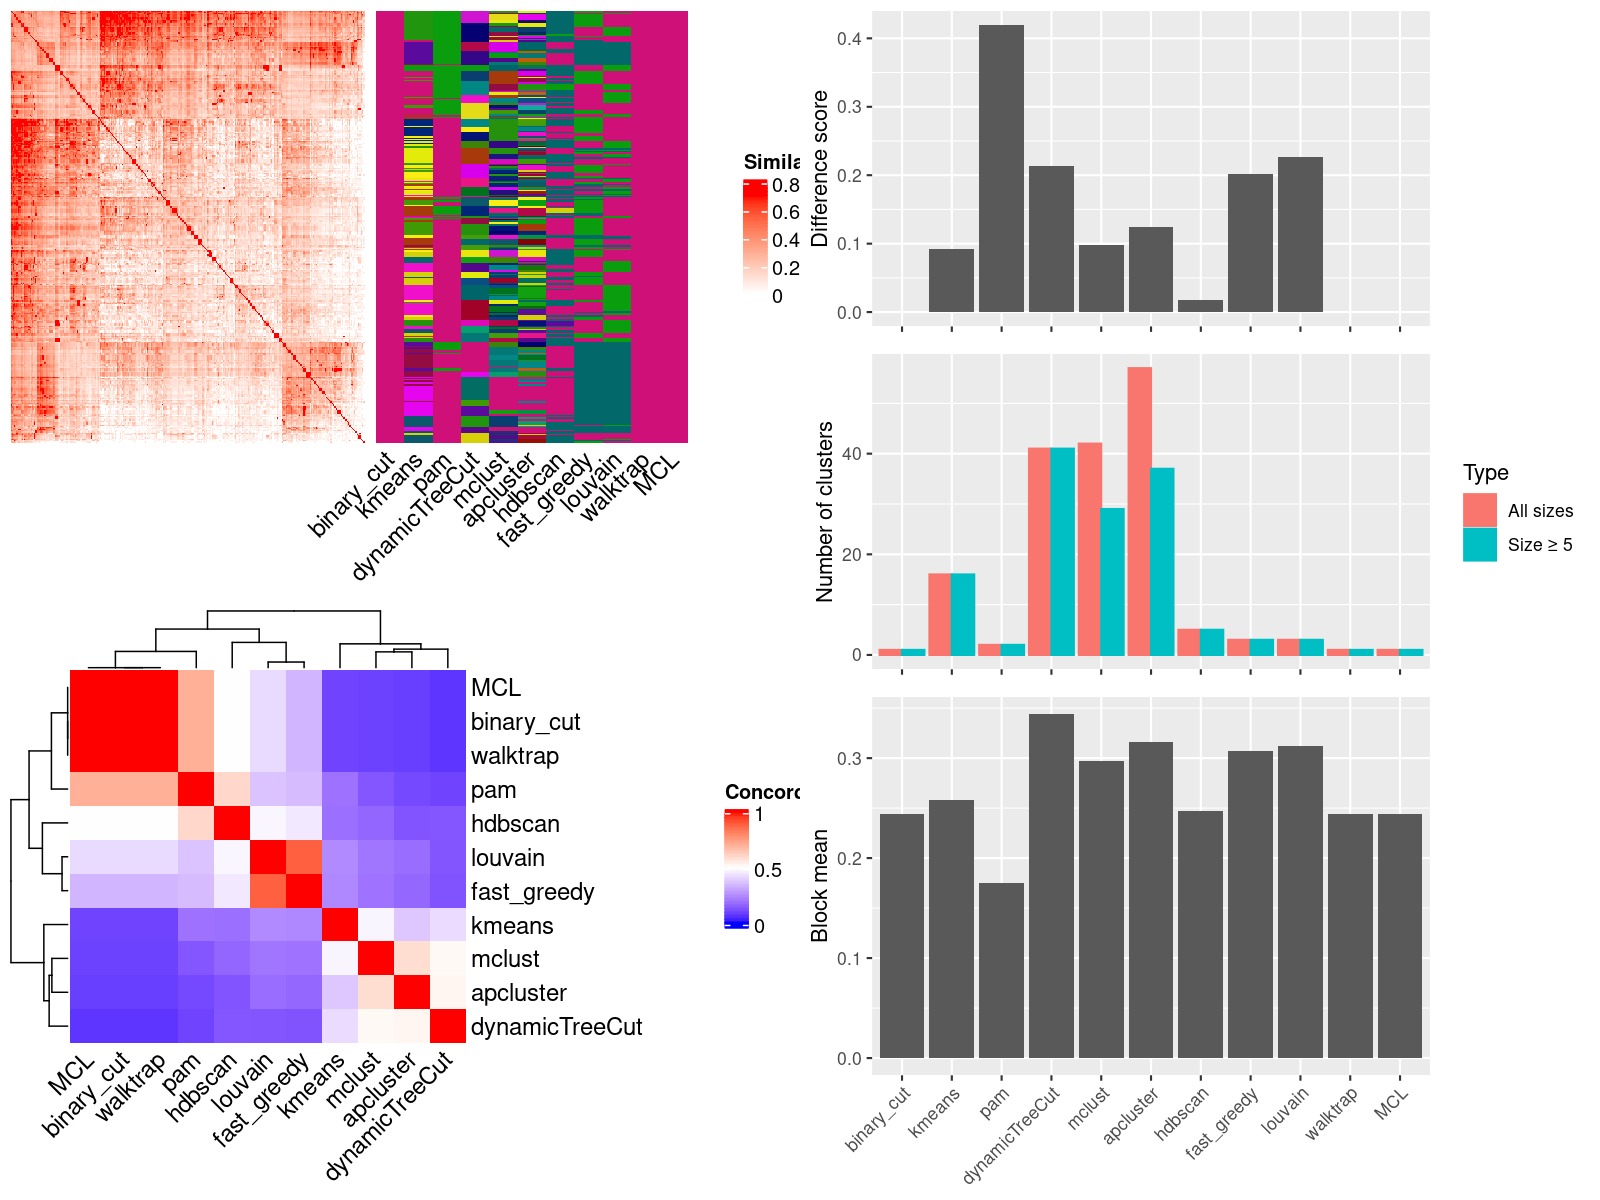 Simila
0.8
0.6
0.4
0.2
0
binary_cut
kmeans
pam
dynamicTreeCut
mclust
apcluster
hdbscan
fast_greedy
louvain
walktrap
MCL
MCL
binary_cut
walktrap
pam
hdbscan
louvain
fast_greedy
kmeans
mclust
apcluster
dynamicTreeCut
MCL
binary_cut
walktrap
pam
hdbscan
louvain
fast_greedy
kmeans
mclust
apcluster
dynamicTreeCut
Concord
1
0.5
0
Difference score
0.4
0.3
0.2
0.1
0.0
Number of clusters
40
20
0
Type
All sizes
Size ≥ 5
Block mean
0.3
0.2
0.1
0.0
binary_cut
kmeans
pam
dynamicTreeCut
mclust
apcluster
hdbscan
fast_greedy
louvain
walktrap
MCL